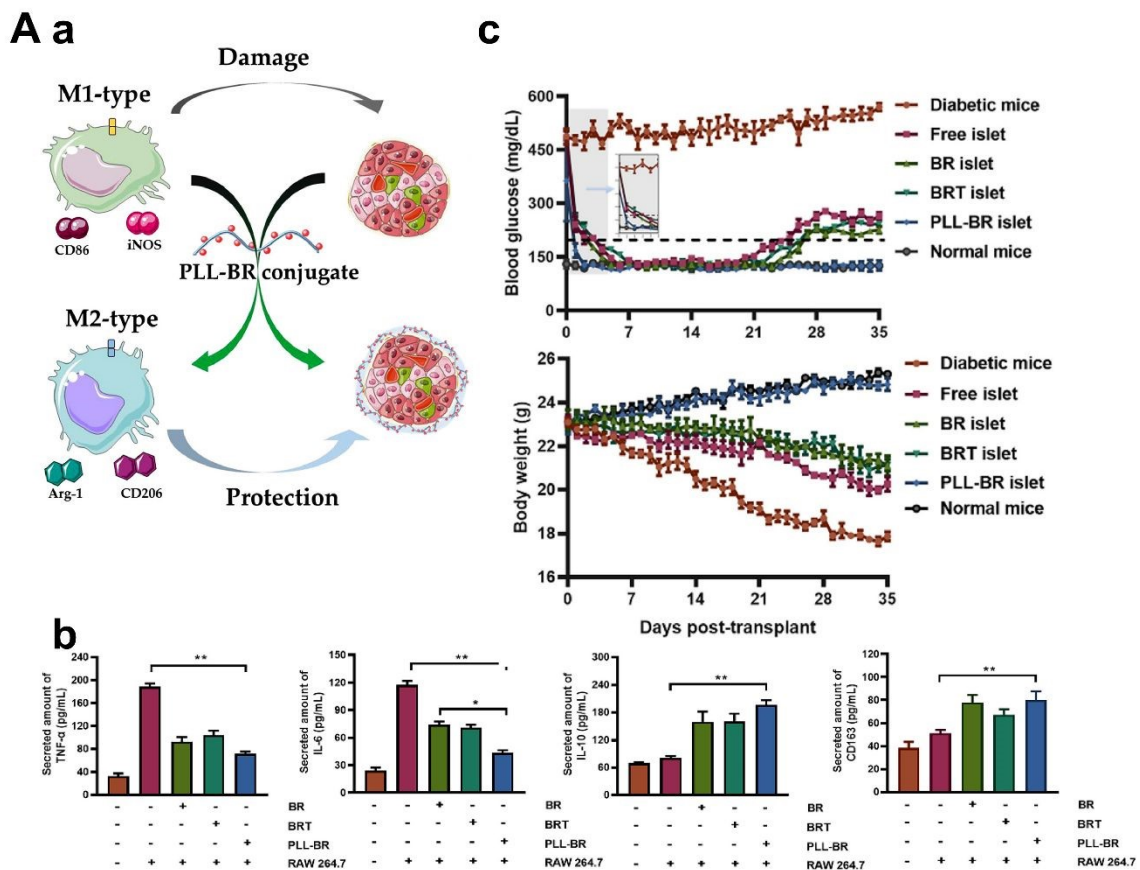 A a
Damage
M1-type
CD86
iNOS
PLL-BR conjugate
M2-type
Arg-1
CD206
Protection
c
Blood glucose (mg/dL)
600
450
300
150
0
0 7 14 21 28 35
Diabetic mice
Free islet
BR islet
BRT islet
PLL-BR islet
Normal mice
Body weight (g)
26
24
22
20
18
16
0 7 14 21 28 35
Days post-transplant
Diabetic mice
Free islet
BR islet
BRT islet
PLL-BR islet
Normal mice
b
Secreted amount of
TNF-α (pg/mL)
240
200
160
120
80
40
0
**
- - + - - BR
- - - + - BRT
- - - - + PLL-BR
- + + + + RAW 264.7
Secreted amount of
IL-6 (pg/mL)
150
120
90
60
30
0
**
*
- - + - - BR
- - - + - BRT
- - - - + PLL-BR
- + + + + RAW 264.7
Secreted amount of
IL-10 (pg/mL)
300
240
180
120
60
0
**
- - + - - BR
- - - + - BRT
- - - - + PLL-BR
- + + + + RAW 264.7
Secreted amount of
CD163 (pg/mL)
120
100
80
60
40
20
0
**
- - + - - BR
- - - + - BRT
- - - - + PLL-BR
- + + + + RAW 264.7